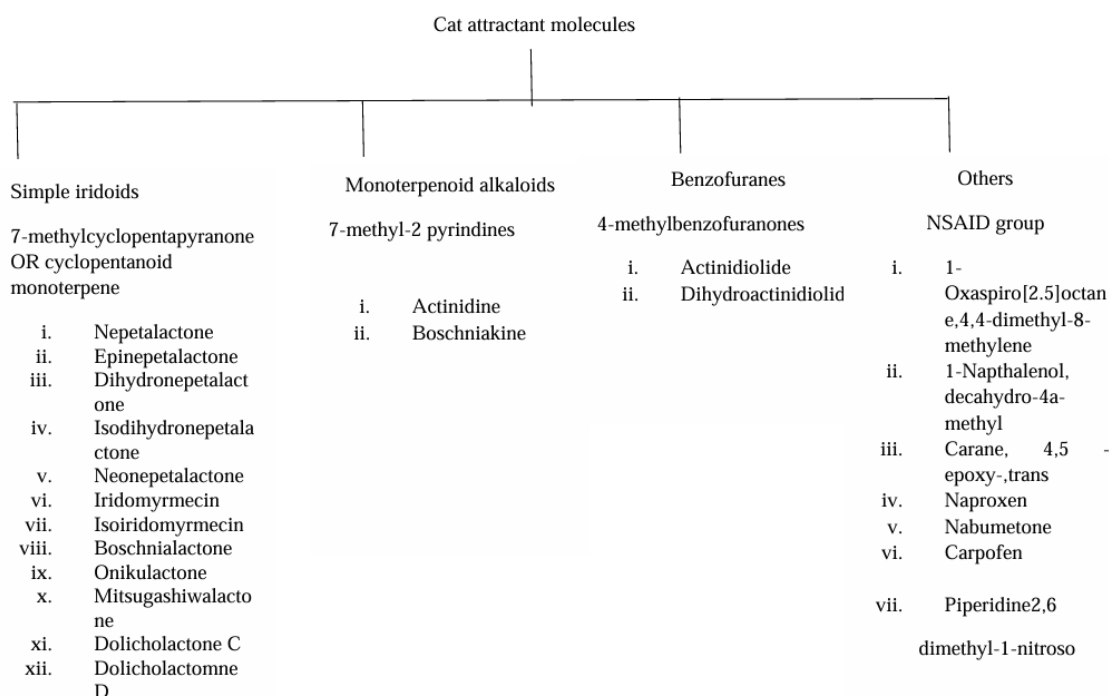 Cat attractant molecules
Simple iridoids
7-methylcyclopentapyranone
OR cyclopentanoid
monoterpene
i. Nepetalactone
ii. Epinepetalactone
iii. Dihydronepetalact
one
iv. Isodihydronepetala
ctone
v. Neonepetalactone
vi. Iridomyrmecin
vii. Isoiridomyrmecin
viii. Boschnialactone
ix. Onikulactone
x. Mitsugashiwalacto
ne
xi. Dolicholactone C
xii. Dolicholactomne
D
Monoterpenoid alkaloids
7-methyl-2 pyrindines
i. Actinidine
ii. Boschniakine
Benzofuranes
4-methylbenzofuranones
i. Actinidiolide
ii. Dihydroactinidiolid
Others
NSAID group
i. 1-
Oxaspiro[2.5]octan
e,4,4-dimethyl-8-
methylene
ii. 1-Napthalenol,
decahydro-4a-
methyl
iii. Carane, 4,5 -
epoxy-,trans
iv. Naproxen
v. Nabumetone
vi. Carpofen
vii. Piperidine2,6
dimethyl-1-nitroso